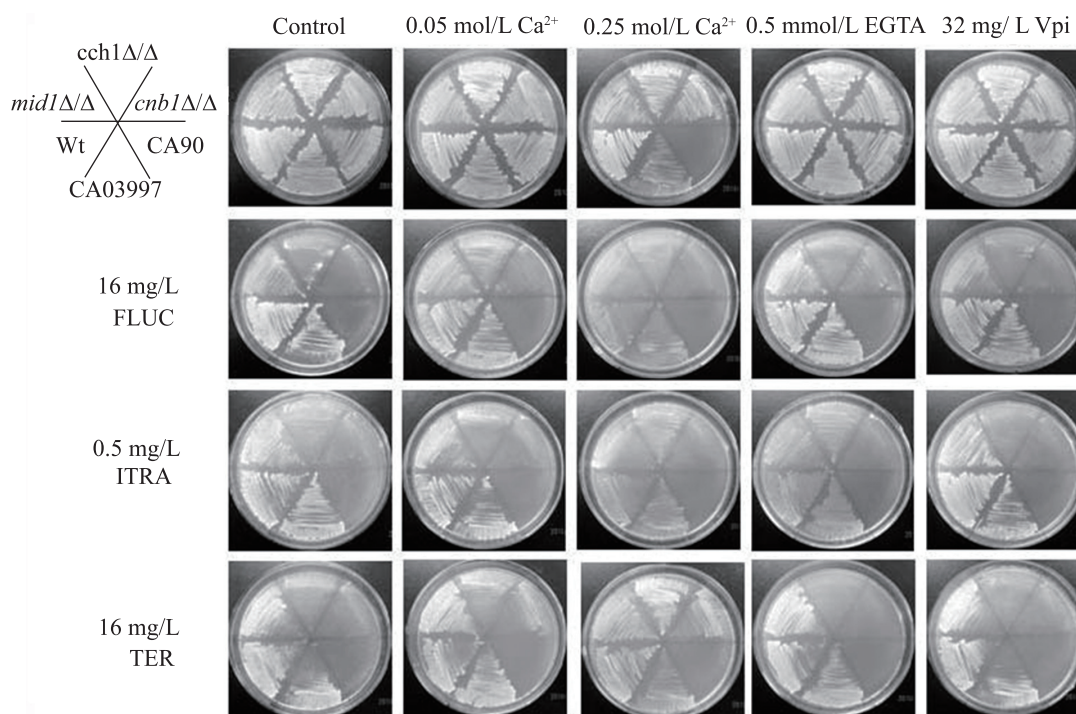 Control
0.05 mol/L Ca²⁺
0.25 mol/L Ca²⁺
0.5 mmol/L EGTA
32 mg/ L Vpi
cch1Δ/Δ
mid1Δ/Δ
cnb1Δ/Δ
Wt
CA90
CA03997
16 mg/L
FLUC
0.5 mg/L
ITRA
16 mg/L
TER